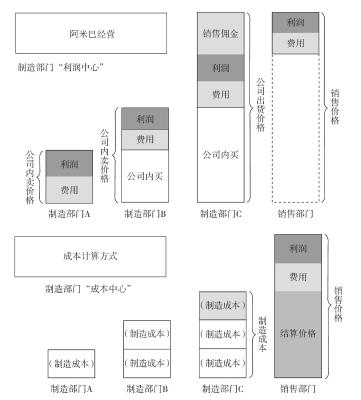 阿米巴经营
制造部门“利润中心”
公司内卖价格
利润
费用
制造部门A
公司内卖价格
利润
费用
公司内买
制造部门B
销售佣金
利润
费用
公司内买
公司出货价格
制造部门C
利润
费用
销售价格
销售部门
成本计算方式
制造部门“成本中心”
(制造成本)
制造部门A
(制造成本)
(制造成本)
制造部门B
(制造成本)
(制造成本)
(制造成本)
制造成本
制造部门C
利润
费用
结算价格
销售价格
销售部门